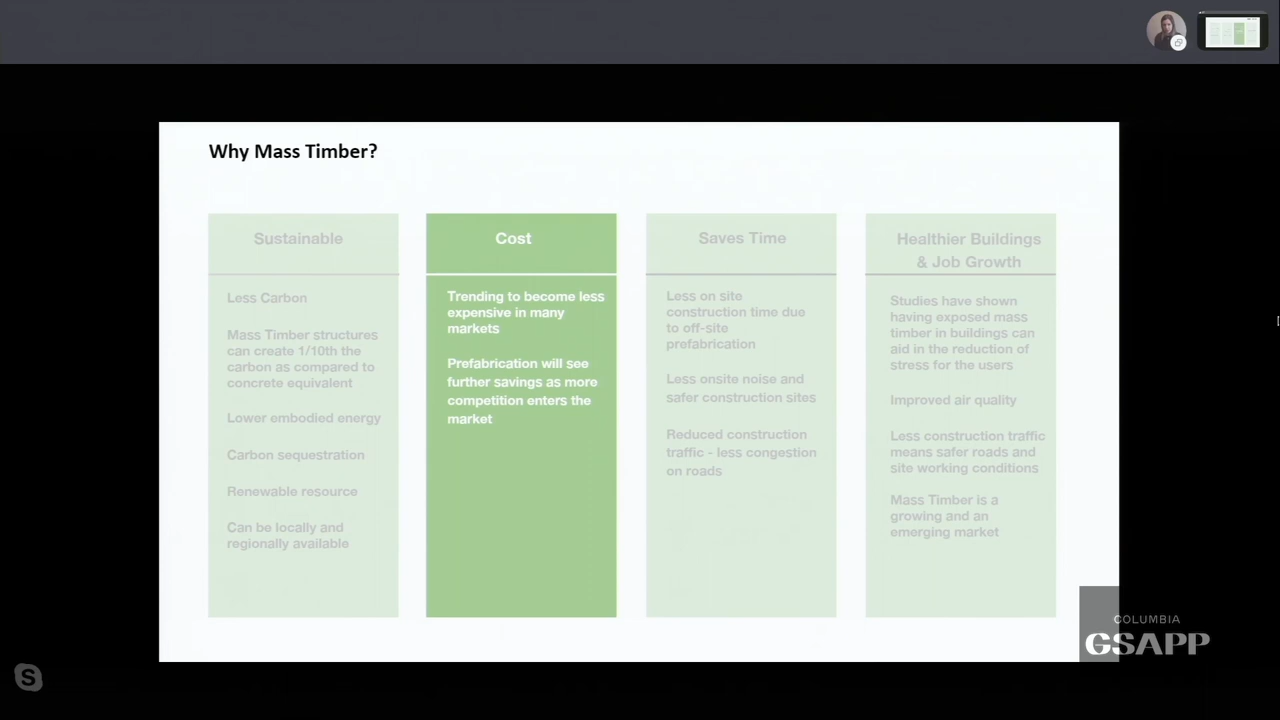 Why Mass Timber?
Sustainable
Less Carbon
Mass Timber structures
can create 1/10th the
carbon as compared to
concrete equivalent
Lower embodied energy
Carbon sequestration
Renewable resource
Can be locally and
regionally available
Cost
Trending to become less
expensive in many
markets
Prefabrication will see
further savings as more
competition enters the
market
Saves Time
Less on site
construction time due
to off-site
prefabrication
Less onsite noise and
safer construction sites
Reduced construction
traffic - less congestion
on roads
Healthier Buildings
& Job Growth
Studies have shown
having exposed mass
timber in buildings can
aid in the reduction of
stress for the users
Improved air quality
Less construction traffic
means safer roads and
site working conditions
Mass Timber is a
growing and an
emerging market
COLUMBIA
GSAPP
S